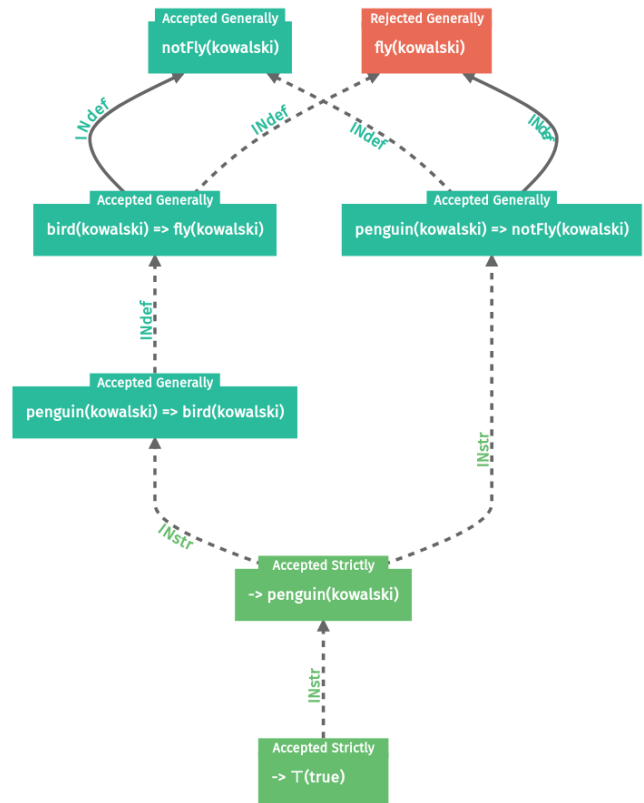 Accepted Generally
notFly(kowalski)
Rejected Generally
fly(kowalski)
INdef
INdef
INdef
INdef
Accepted Generally
bird(kowalski) => fly(kowalski)
Accepted Generally
penguin(kowalski) => notFly(kowalski)
INdef
Accepted Generally
penguin(kowalski) => bird(kowalski)
INstr
INstr
Accepted Strictly
-> penguin(kowalski)
INstr
Accepted Strictly
-> ⊤(true)